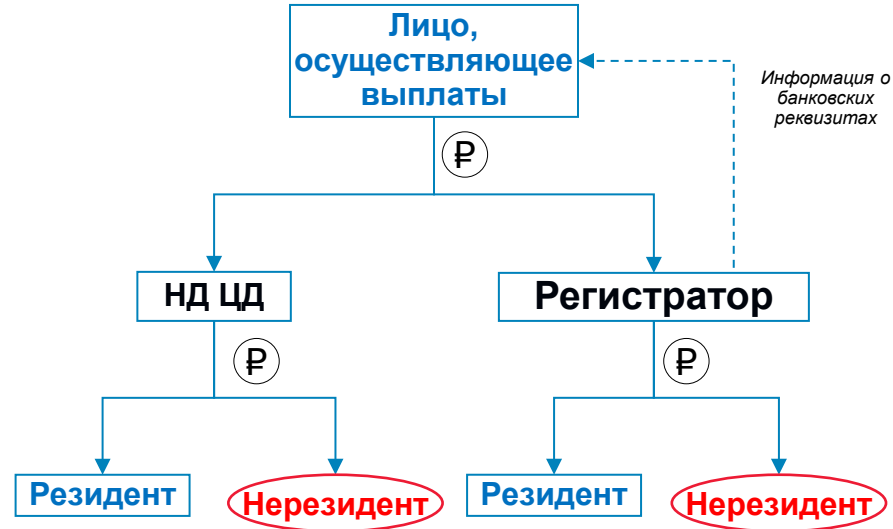 Лицо,
осуществляющее
выплаты
Информация о
банковских
реквизитах
₽
НД ЦД
Регистратор
₽
₽
Резидент
Нерезидент
Резидент
Нерезидент